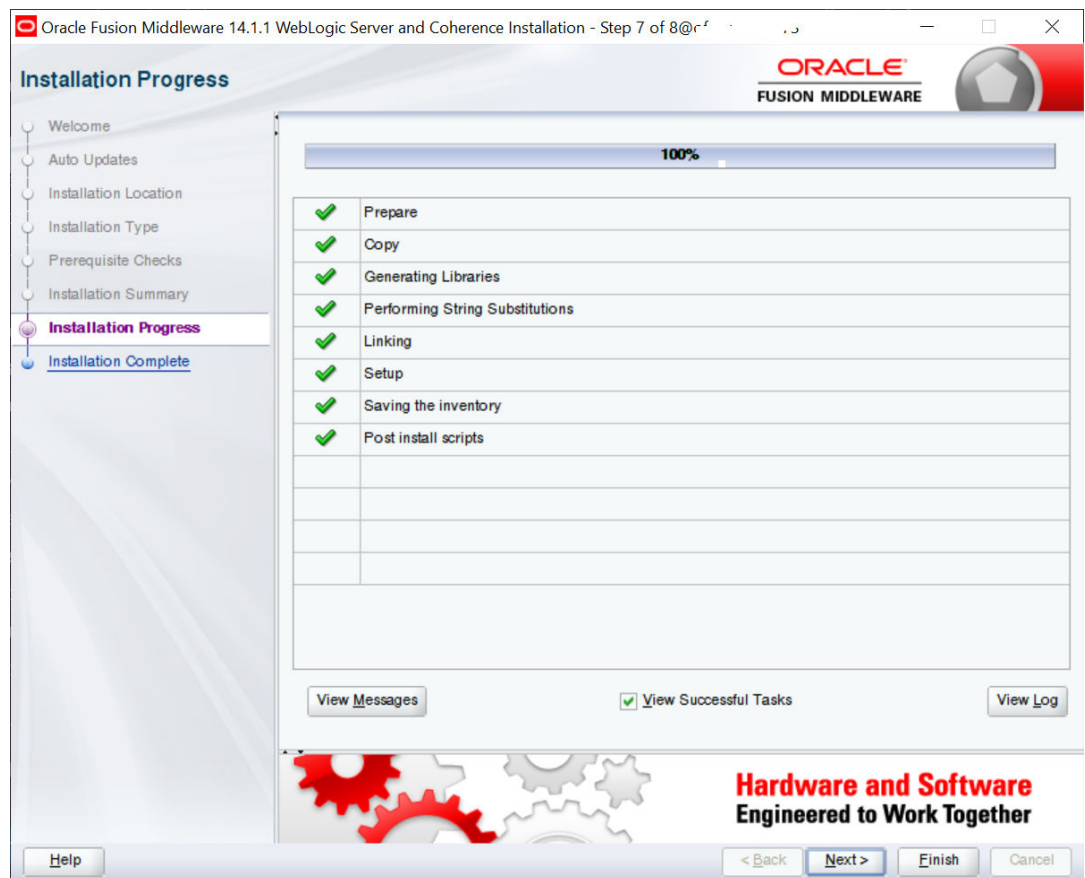 Oracle Fusion Middleware 14.1.1 WebLogic Server and Coherence Installation - Step 7 of 8@
Installation Progress
ORACLE
FUSION MIDDLEWARE
Welcome
Auto Updates
Installation Location
Installation Type
Prerequisite Checks
Installation Summary
Installation Progress
Installation Complete
100%
Prepare
Copy
Generating Libraries
Performing String Substitutions
Linking
Setup
Saving the inventory
Post install scripts
View Messages
View Successful Tasks
View Log
Hardware and Software
Engineered to Work Together
Help
< Back
Next >
Finish
Cancel